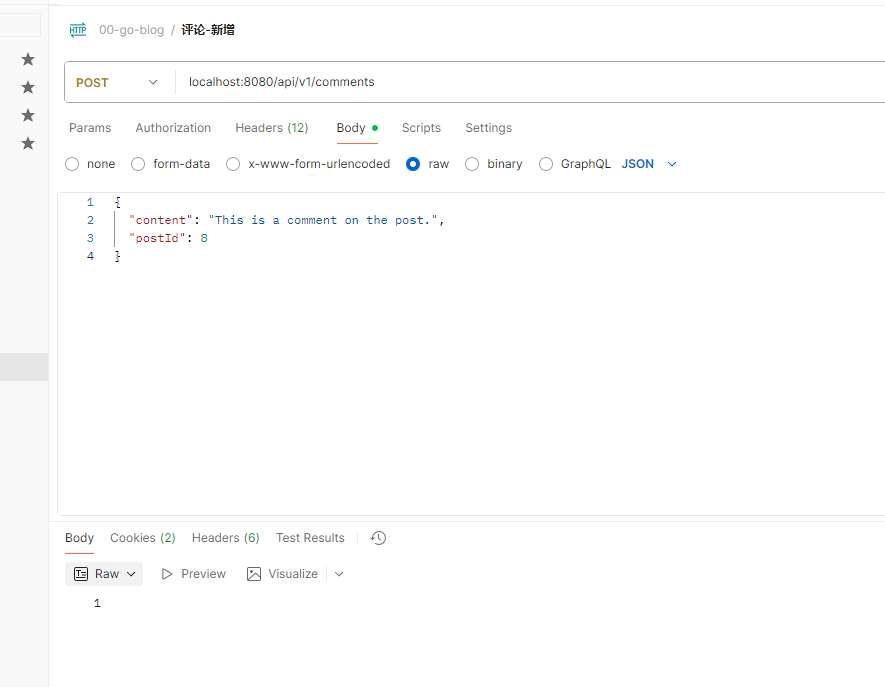 HTTP 00-go-blog / 评论-新增
POST localhost:8080/api/v1/comments
Params Authorization Headers (12) Body Scripts Settings
none form-data x-www-form-urlencoded raw binary GraphQL JSON
1 {
2 "content": "This is a comment on the post.",
3 "postId": 8
4 }
Body Cookies (2) Headers (6) Test Results
Raw Preview Visualize
1